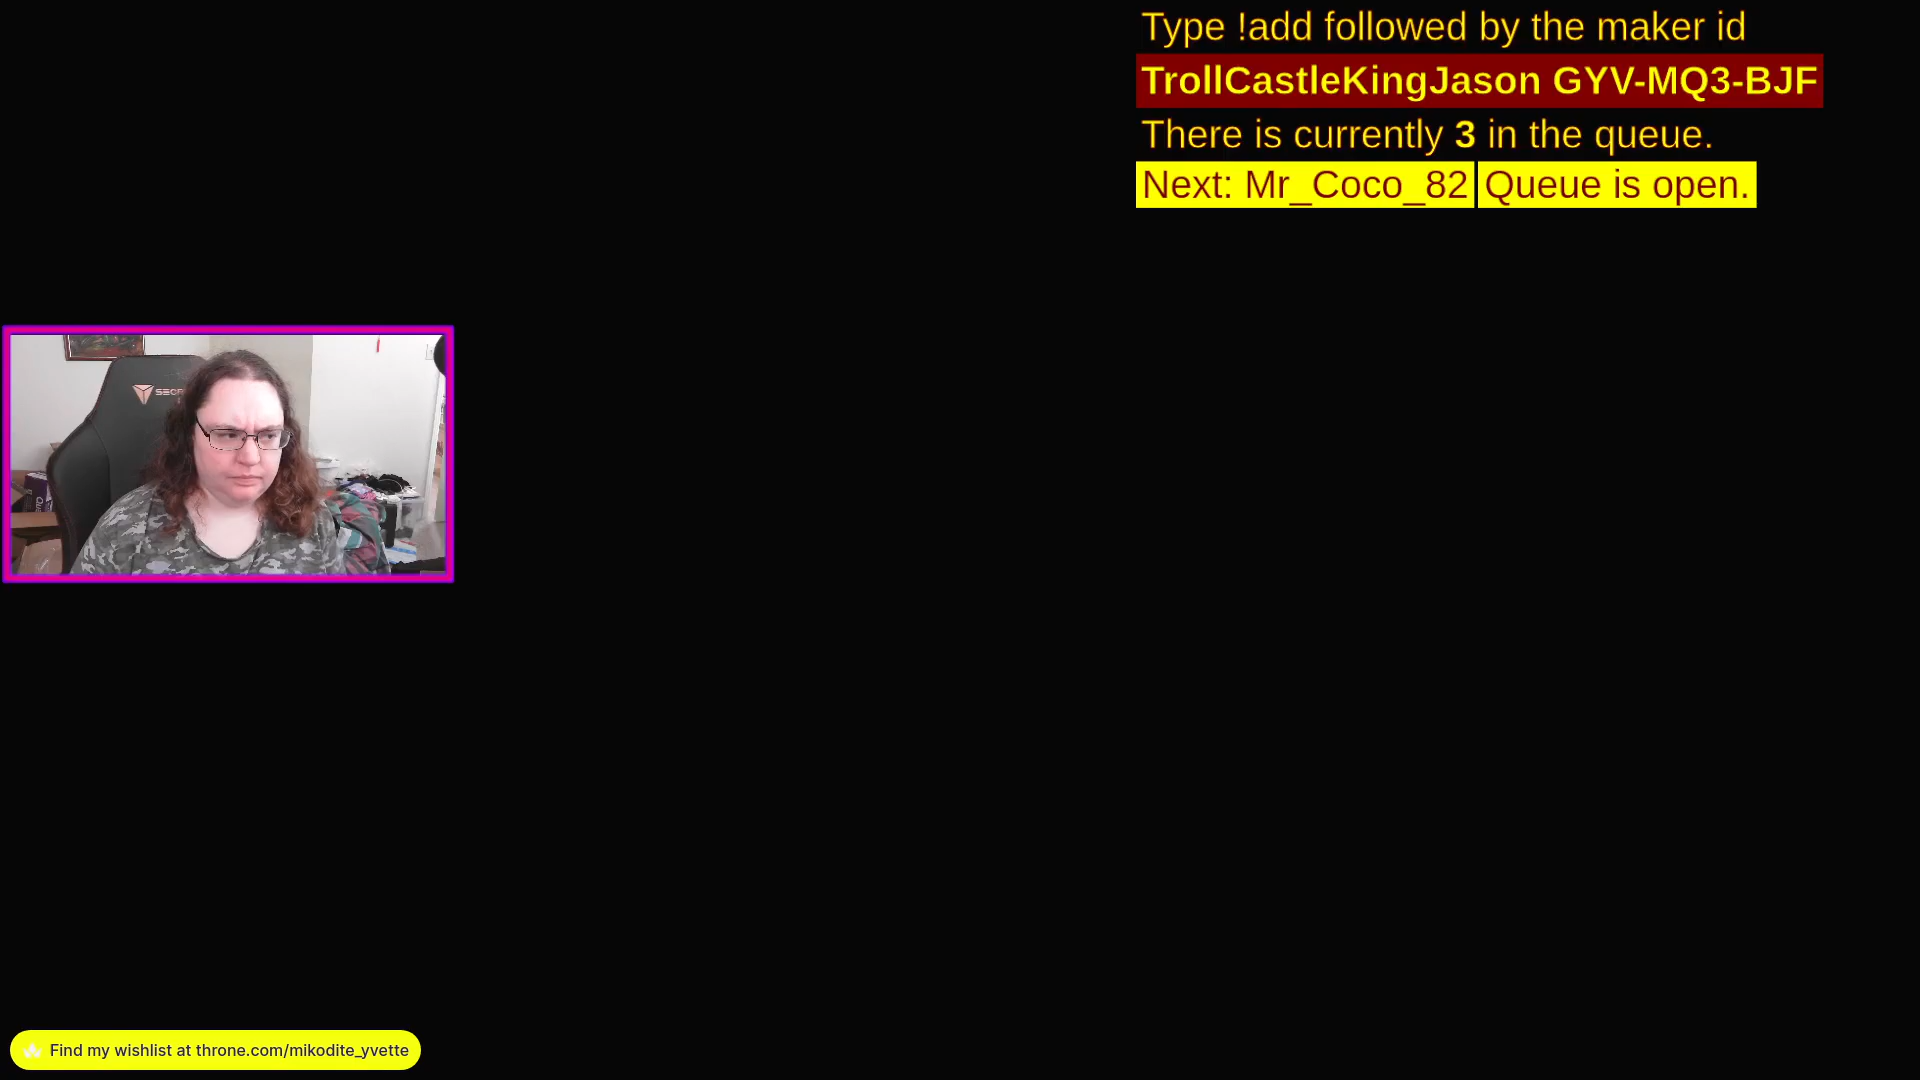 Type !add followed by the maker id
TrollCastleKingJason GYV-MQ3-BJF
There is currently 3 in the queue.
Next: Mr_Coco_82 Queue is open.
Find my wishlist at throne.com/mikodite_yvette